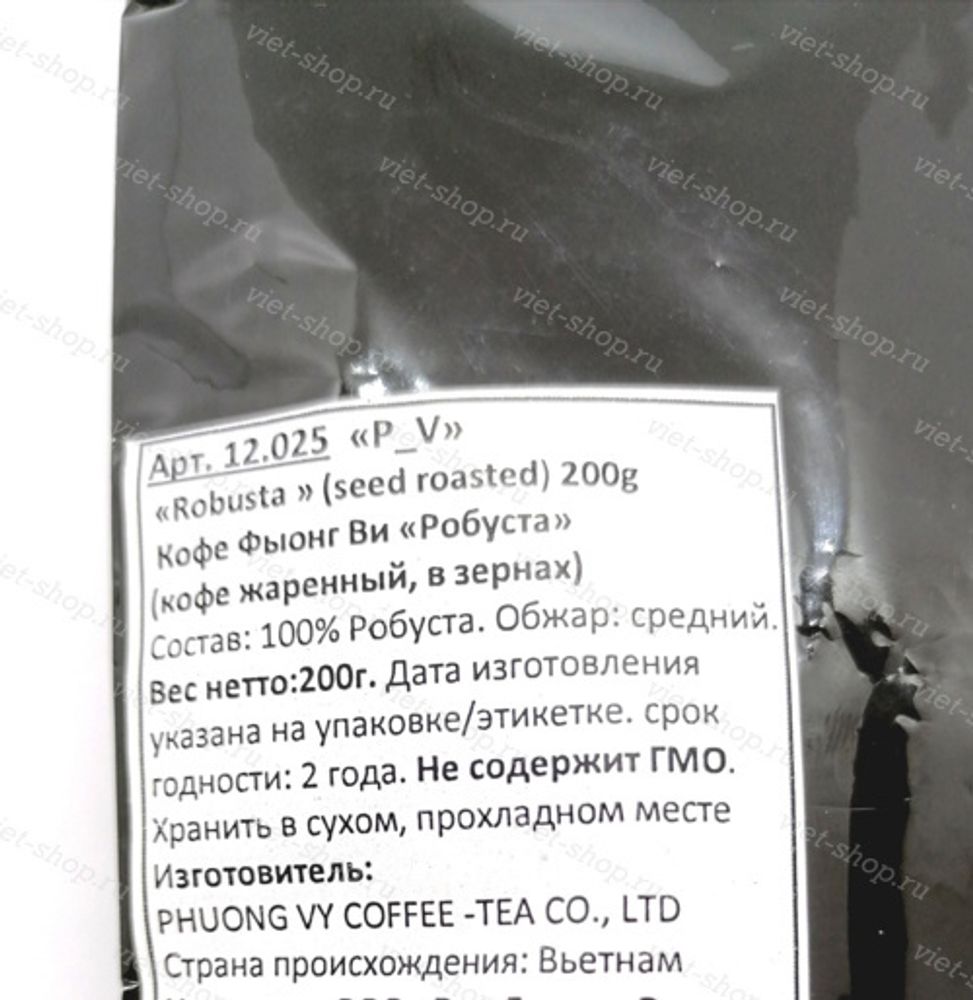 Арт. 12.025 «P_V»
«Robusta » (seed roasted) 200g
Кофе Фыонг Ви «Робуста»
(кофе жаренный, в зернах)
Состав: 100% Робуста. Обжар: средний.
Вес нетто:200г. Дата изготовления
указана на упаковке/этикетке. срок
годности: 2 года. Не содержит ГМО.
Хранить в сухом, прохладном месте
Изготовитель:
PHUONG VY COFFEE -TEA CO., LTD
Страна происхождения: Вьетнам
viet-shop.ru